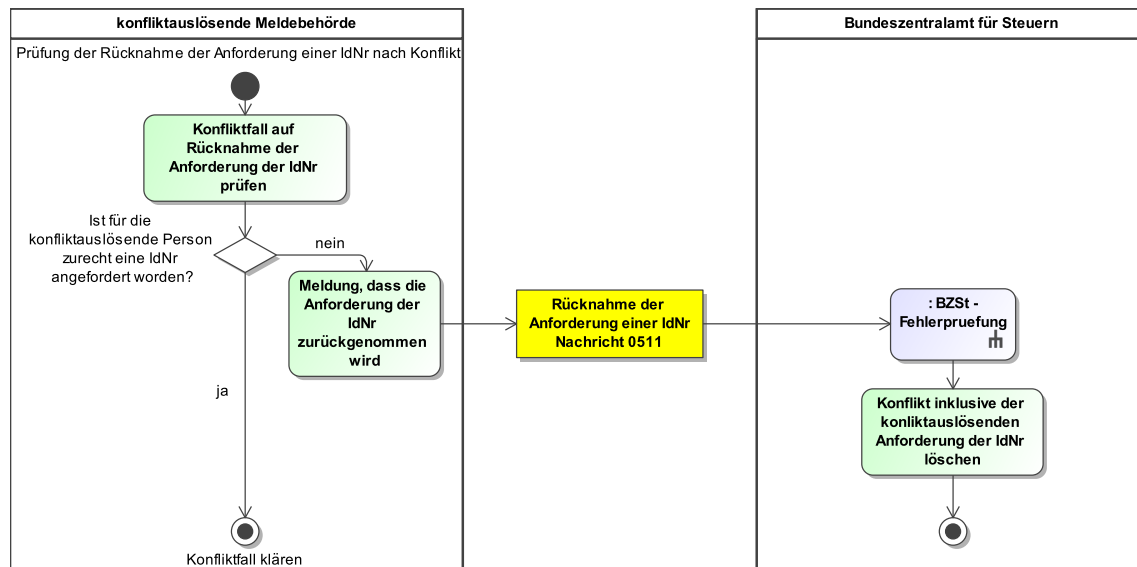 konfliktauslösende Meldebehörde
Bundeszentralamt für Steuern
Prüfung der Rücknahme der Anforderung einer IdNr nach Konflikt
Konfliktfall auf
Rücknahme der
Anforderung der IdNr
prüfen
Ist für die
konfliktauslösende Person
zurecht eine IdNr
angefordert worden?
nein
Meldung, dass die
Anforderung der
IdNr
zurückgenommen
wird
Rücknahme der
Anforderung einer IdNr
Nachricht 0511
: BZSt -
Fehlerpruefung
ja
Konflikt inklusive der
konliktauslösenden
Anforderung der IdNr
löschen
Konfliktfall klären